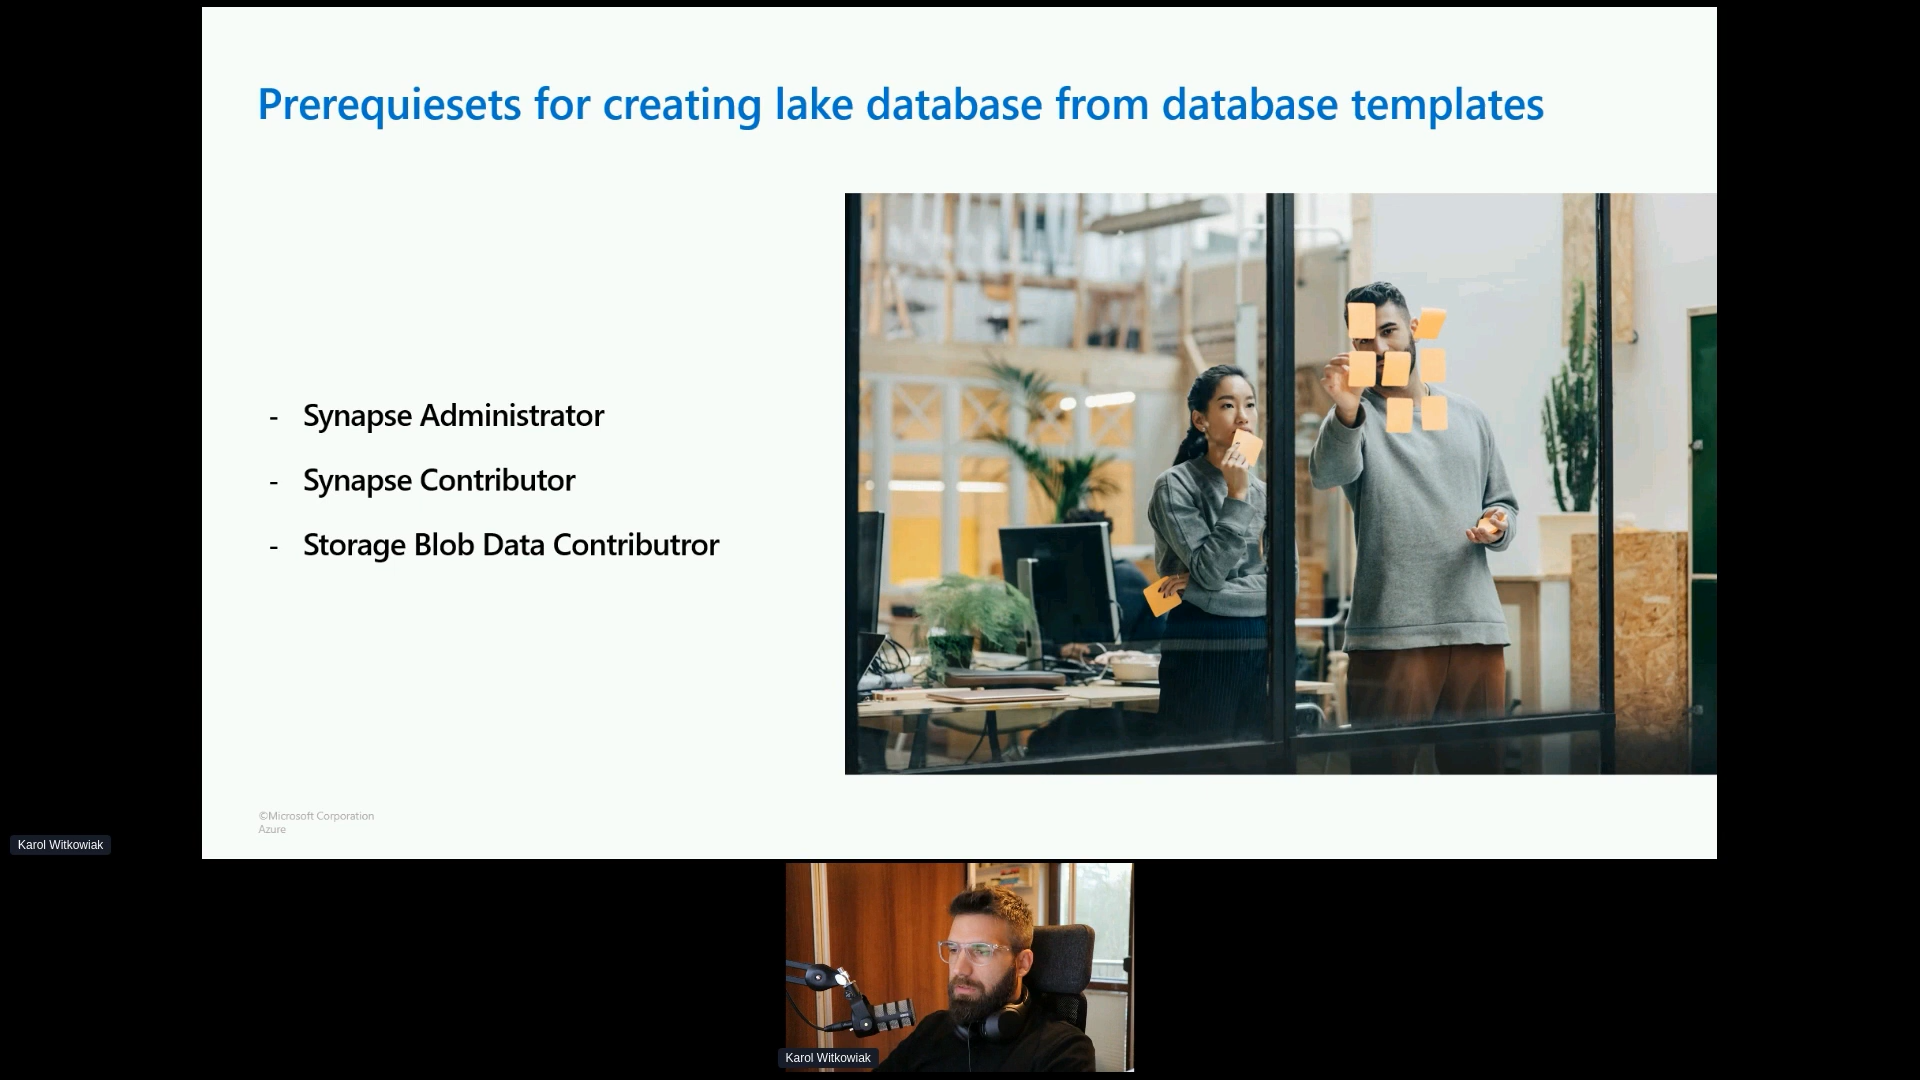 Prerequiesets for creating lake database from database templates
- Synapse Administrator
- Synapse Contributor
- Storage Blob Data Contributror
©Microsoft Corporation
Azure
Karol Witkowiak
Karol Witkowiak